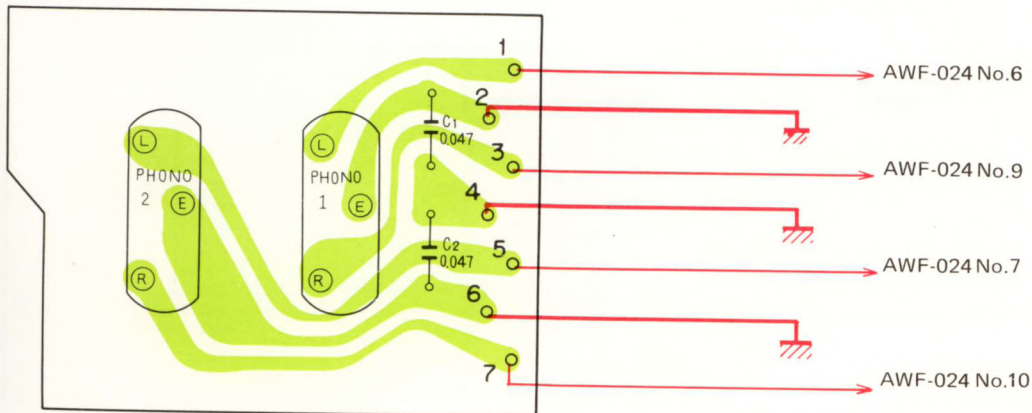 1
AWF-024 No.6
2
C1
0.047
L
L
3
AWF-024 No.9
PHONO
2
PHONO
1
E
E
4
C2
0.047
5
AWF-024 No.7
R
R
6
7
AWF-024 No.10